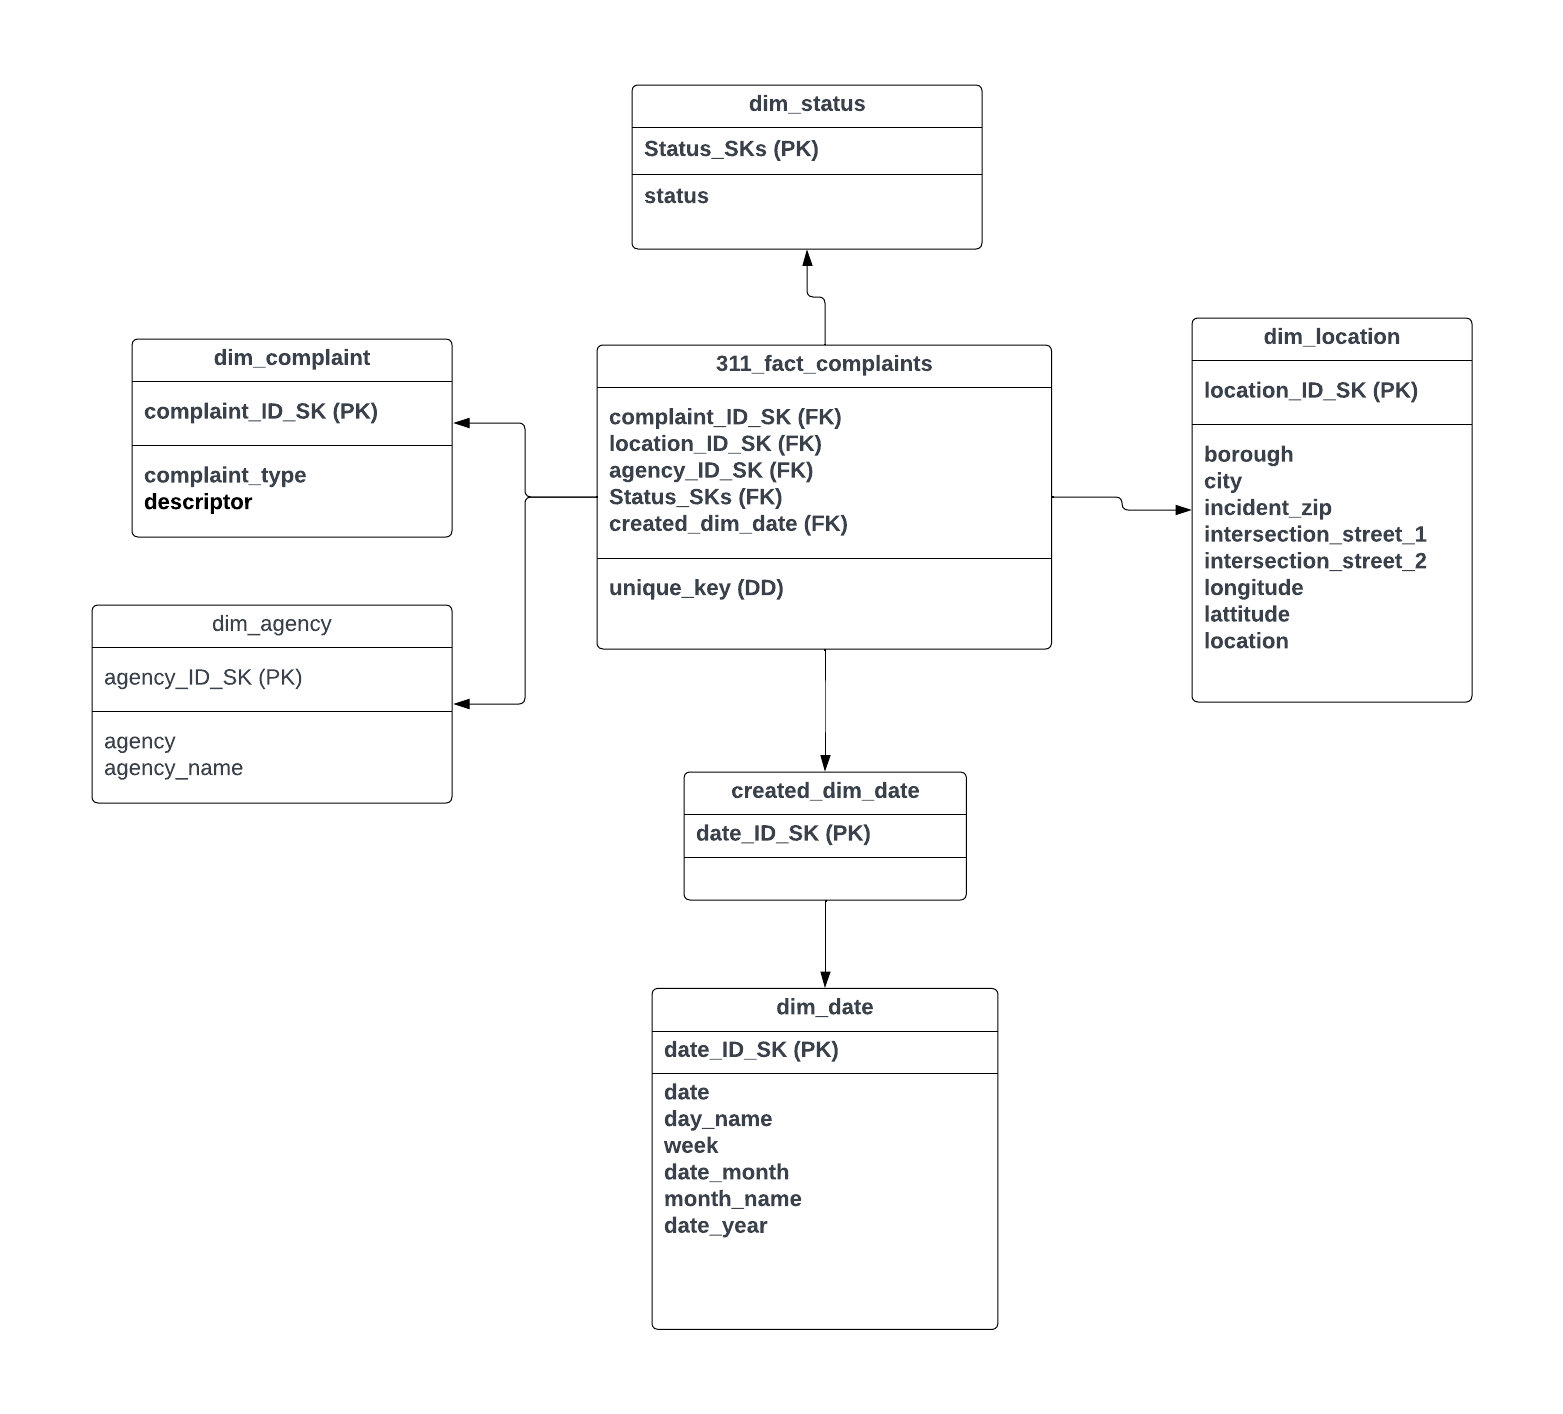 dim_status
Status_SKs (PK)
status
dim_complaint
complaint_ID_SK (PK)
complaint_type
descriptor
311_fact_complaints
complaint_ID_SK (FK)
location_ID_SK (FK)
agency_ID_SK (FK)
Status_SKs (FK)
created_dim_date (FK)
unique_key (DD)
dim_location
location_ID_SK (PK)
borough
city
incident_zip
intersection_street_1
intersection_street_2
longitude
lattitude
location
dim_agency
agency_ID_SK (PK)
agency
agency_name
created_dim_date
date_ID_SK (PK)
dim_date
date_ID_SK (PK)
date
day_name
week
date_month
month_name
date_year